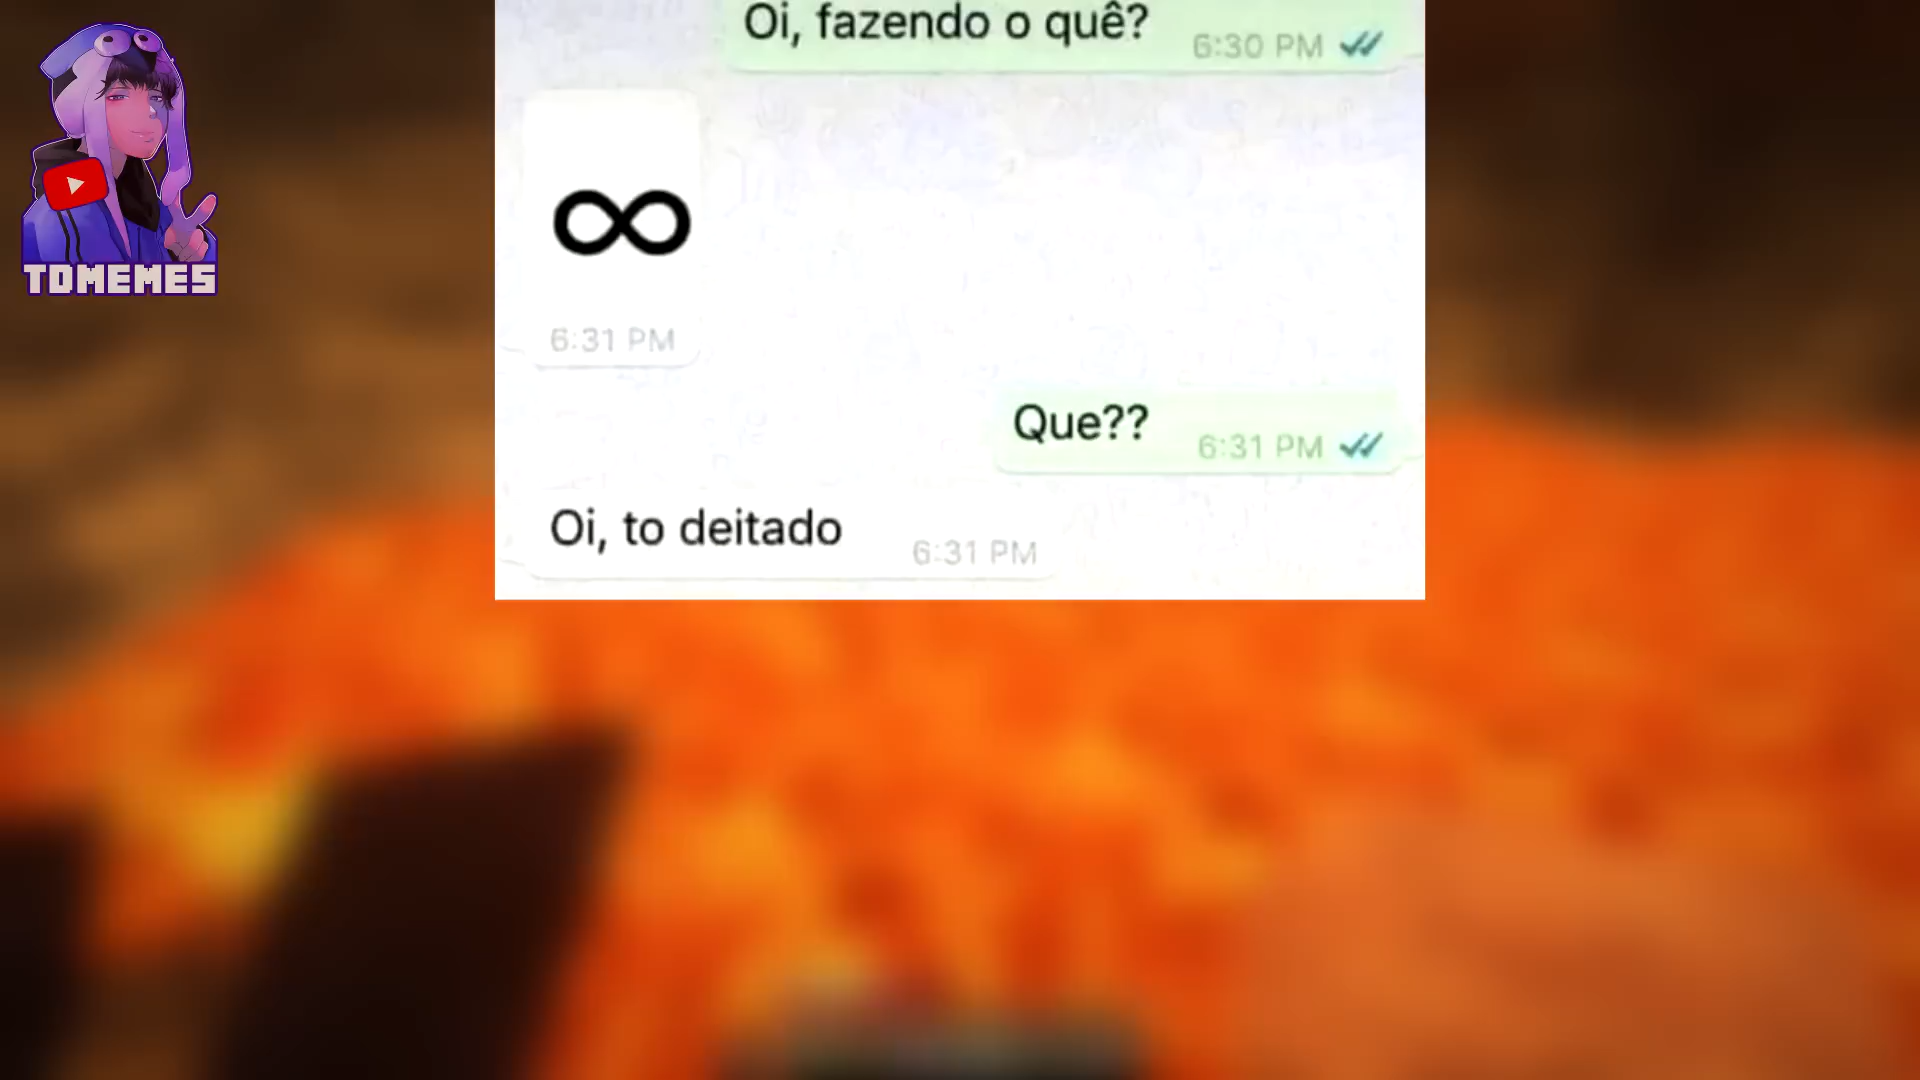 Oi, fazendo o quê?
6:30 PM
∞
6:31 PM
Que??
6:31 PM
Oi, to deitado
6:31 PM
TDMEMES